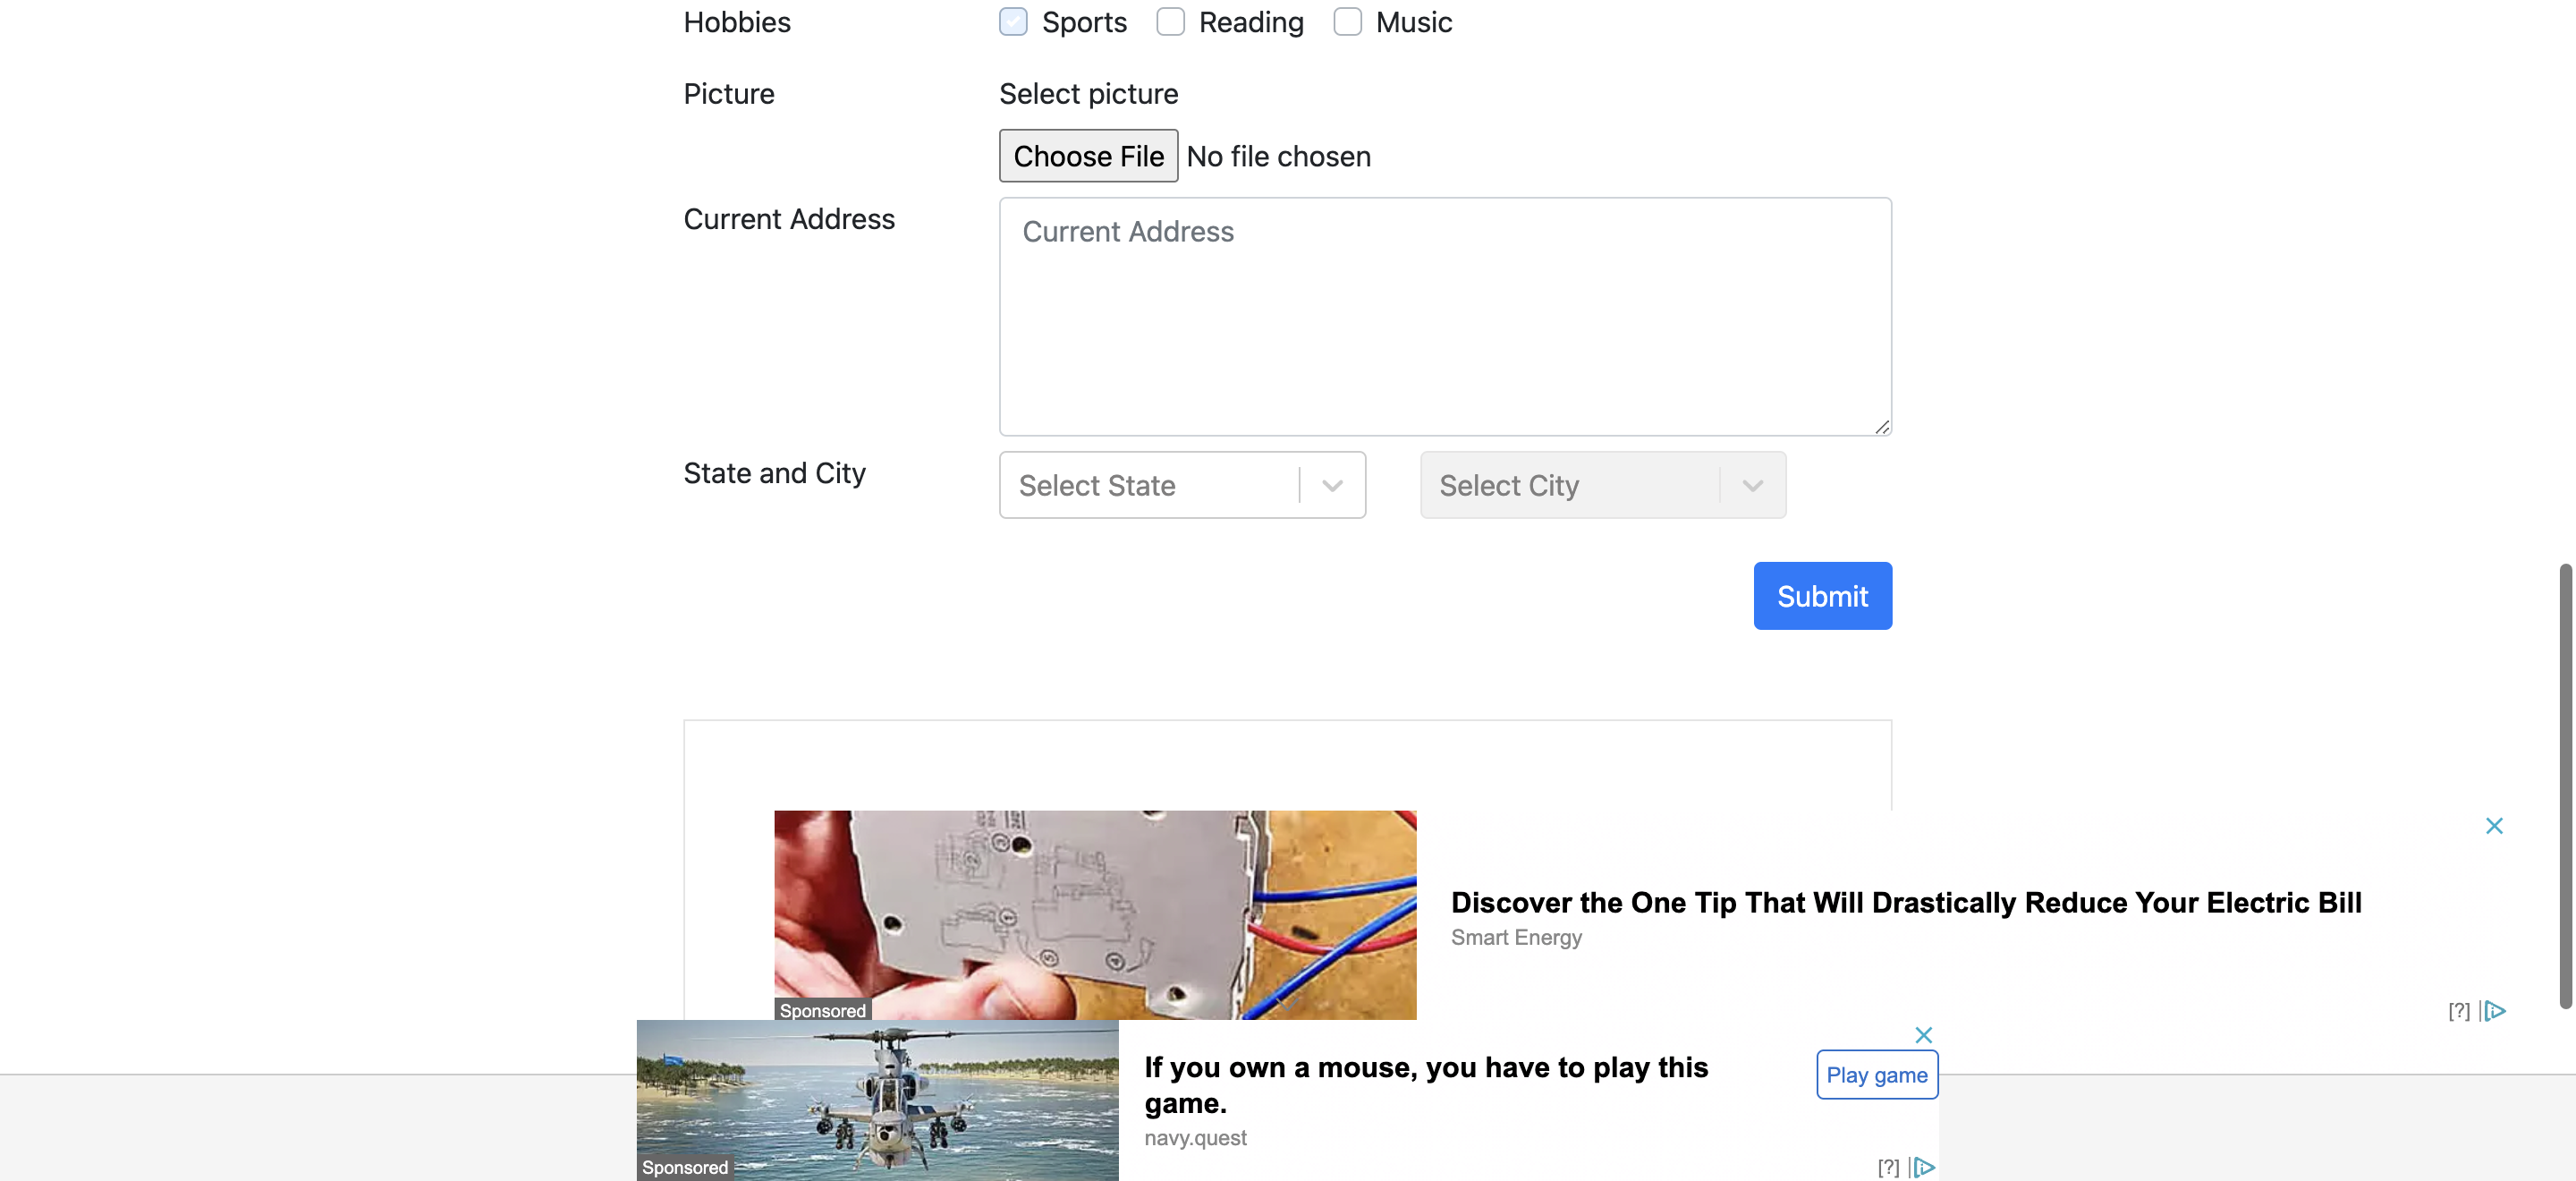 Hobbies Sports Reading Music
Picture Select picture
Choose File No file chosen
Current Address Current Address
State and City Select State Select City
Submit
Discover the One Tip That Will Drastically Reduce Your Electric Bill
Smart Energy
Sponsored
[?]
If you own a mouse, you have to play this
game.
navy.quest
Play game
Sponsored
[?]